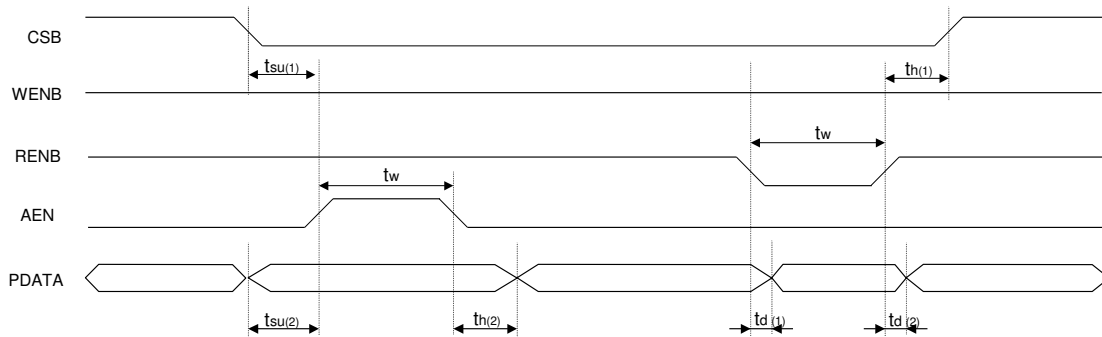 CSB
tsu(1)
th(1)
WENB
tw
RENB
tw
AEN
PDATA
tsu(2)
th(2)
td (1)
td (2)